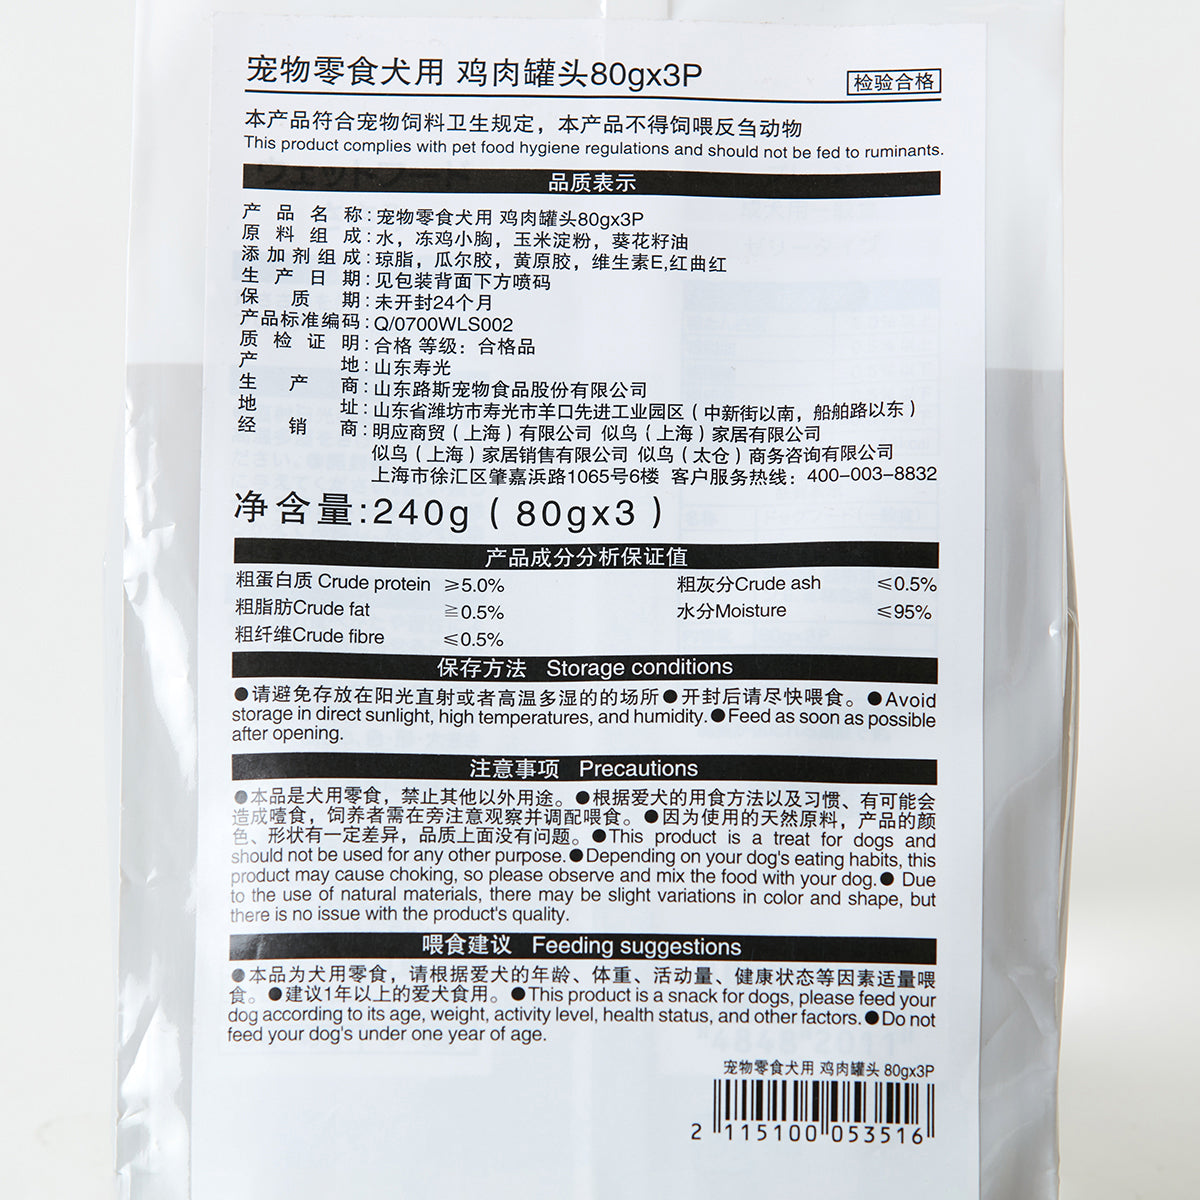 宠物零食犬用 鸡肉罐头80gx3P
检验合格
本产品符合宠物饲料卫生规定，本产品不得饲喂反刍动物
This product complies with pet food hygiene regulations and should not be fed to ruminants.
品质表示
产品名称：宠物零食犬用 鸡肉罐头80gx3P
原料组成：水，冻鸡小胸，玉米淀粉，葵花籽油
添加剂组成：琼脂，瓜尔胶，黄原胶，维生素E,红曲红
生产日期：见包装背面下方喷码
保质期：未开封24个月
产品标准编码：Q/0700WLS002
质检证明：合格 等级：合格品
产地：山东寿光
生产商：山东路斯宠物食品股份有限公司
地址：山东省潍坊市寿光市羊口先进工业园区（中新街以南，船舶路以东）
经销商：明应商贸（上海）有限公司 似鸟（上海）家居有限公司
似鸟（上海）家居销售有限公司 似鸟（太仓）商务咨询有限公司
上海市徐汇区肇嘉浜路1065号6楼 客户服务热线：400-003-8832
净含量:240g（80gx3）
产品成分分析保证值
粗蛋白质 Crude protein ≥5.0% 粗灰分Crude ash ≤0.5%
粗脂肪Crude fat ≧0.5% 水分Moisture ≤95%
粗纤维Crude fibre ≤0.5%
保存方法 Storage conditions
●请避免存放在阳光直射或者高温多湿的的场所●开封后请尽快喂食。●Avoid
storage in direct sunlight, high temperatures, and humidity.●Feed as soon as possible
after opening.
注意事项 Precautions
●本品是犬用零食，禁止其他以外用途。●根据爱犬的用食方法以及习惯、有可能会
造成噎食，饲养者需在旁注意观察并调配喂食。●因为使用的天然原料，产品的颜
色、形状有一定差异，品质上面没有问题。●This product is a treat for dogs and
should not be used for any other purpose.●Depending on your dog's eating habits, this
product may cause choking, so please observe and mix the food with your dog.● Due
to the use of natural materials, there may be slight variations in color and shape, but
there is no issue with the product's quality.
喂食建议 Feeding suggestions
●本品为犬用零食，请根据爱犬的年龄、体重、活动量、健康状态等因素适量喂
食。●建议1年以上的爱犬食用。●This product is a snack for dogs, please feed your
dog according to its age, weight, activity level, health status, and other factors.●Do not
feed your dog's under one year of age.
宠物零食犬用 鸡肉罐头 80gx3P
2 115100 053516